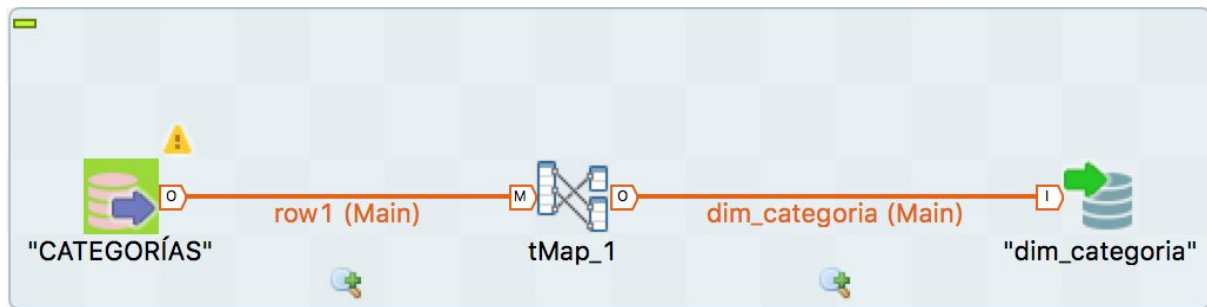 O
row1 (Main)
M
O
dim_categoria (Main)
I
"CATEGORÍAS"
tMap_1
"dim_categoria"